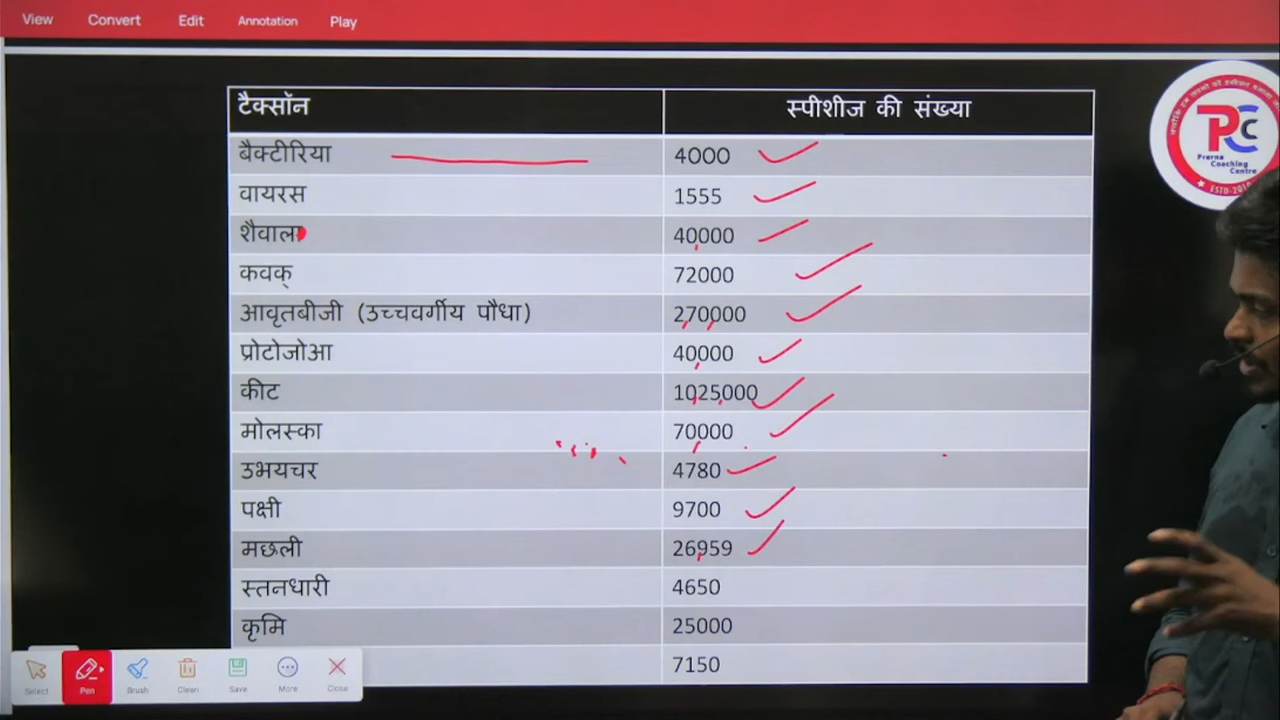 View Convert Edit Annotation Play
टैक्सॉन स्पीशीज की संख्या
बैक्टीरिया 4000
वायरस 1555
शैवाल 40000
कवक् 72000
आवृतबीजी (उच्चवर्गीय पौधा) 270000
प्रोटोजोआ 40000
कीट 1025000
मोलस्का 70000
उभयचर 4780
पक्षी 9700
मछली 26959
स्तनधारी 4650
कृमि 25000
7150
PC
Prerna
Coaching
Centre
Select Pen Brush Clean Save More Close